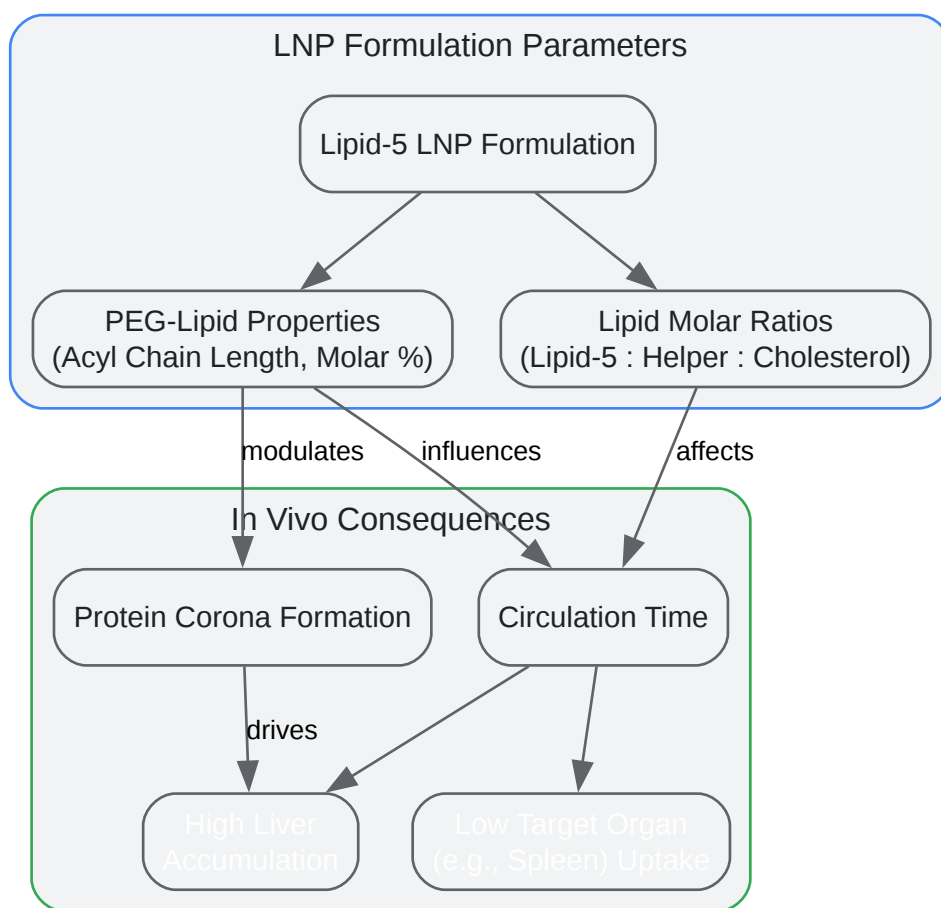 LNP Formulation Parameters
Lipid-5 LNP Formulation
PEG-Lipid Properties
(Acyl Chain Length, Molar %)
Lipid Molar Ratios
(Lipid-5 : Helper : Cholesterol)
modulates
influences
affects
In Vivo Consequences
Protein Corona Formation
Circulation Time
drives
High Liver
Accumulation
Low Target Organ
(e.g., Spleen) Uptake